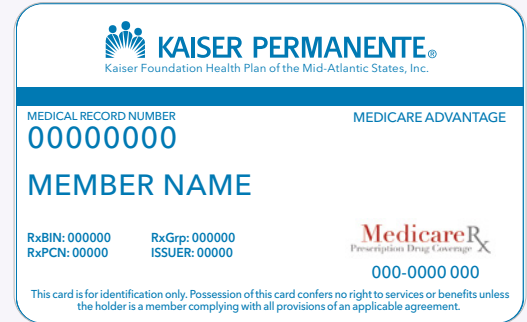 KAISER PERMANENTE®
Kaiser Foundation Health Plan of the Mid-Atlantic States, Inc.
MEDICAL RECORD NUMBER
MEDICARE ADVANTAGE
00000000
MEMBER NAME
RxBIN: 000000 RxGrp: 000000
RxPCN: 00000 ISSUER: 00000
MedicareRx
Prescription Drug Coverage
000-0000 000
This card is for identification only. Possession of this card confers no right to services or benefits unless
the holder is a member complying with all provisions of an applicable agreement.